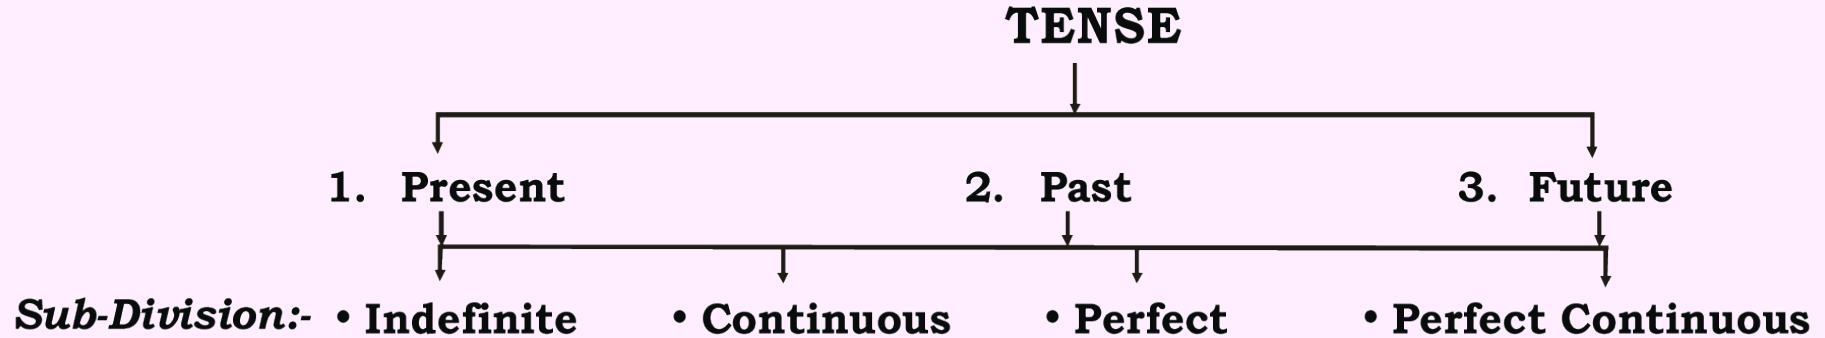 TENSE
1. Present 2. Past 3. Future
Sub-Division:- • Indefinite • Continuous • Perfect • Perfect Continuous